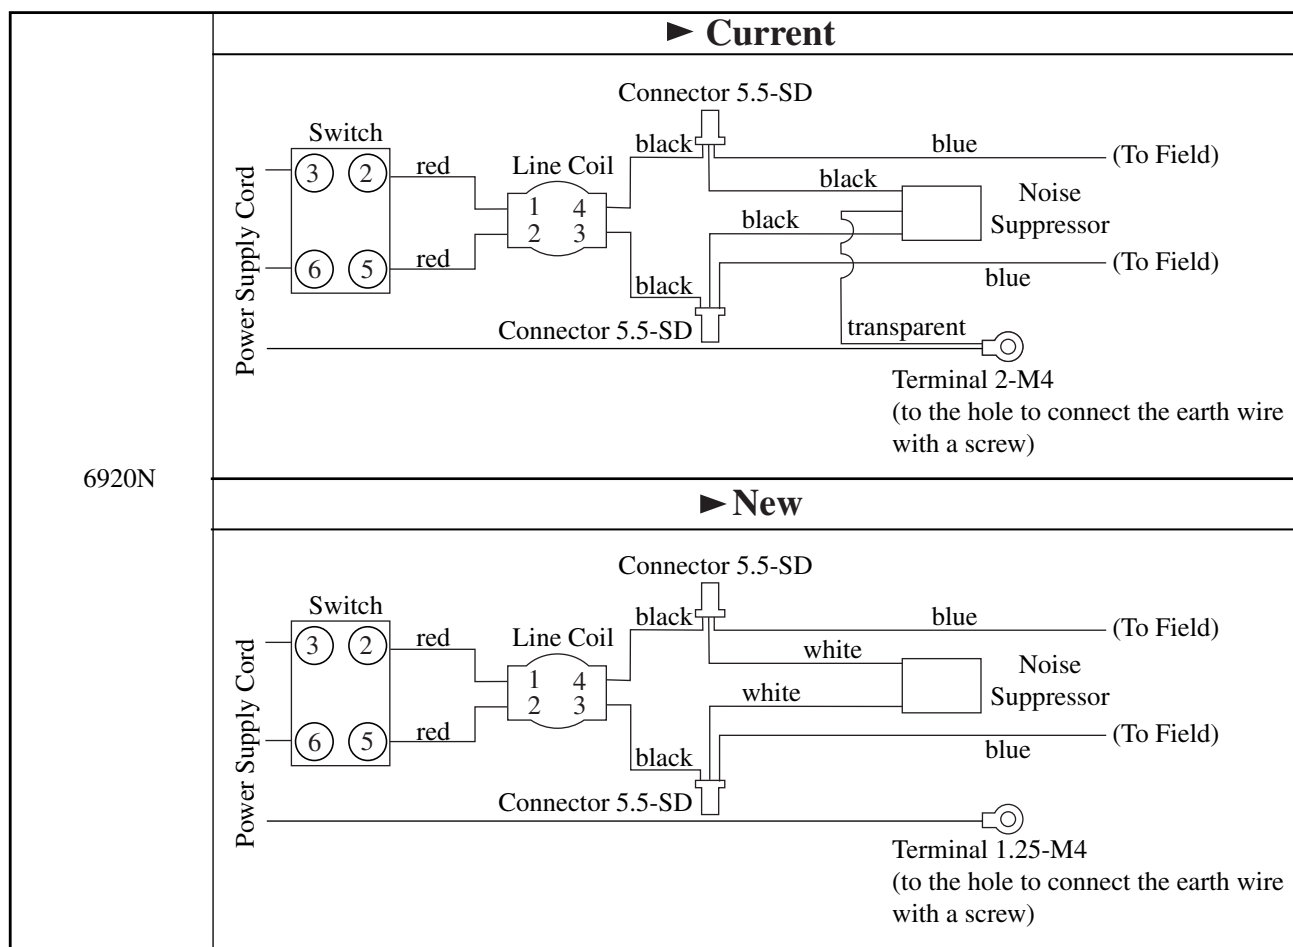 6920N
► Current
Connector 5.5-SD
Switch
black
blue
(To Field)
3 2
red
Line Coil
black
Noise
Suppressor
1 4
2 3
black
Power Supply Cord
6 5
red
black
blue
(To Field)
Connector 5.5-SD
transparent
Terminal 2-M4
(to the hole to connect the earth wire
with a screw)
► New
Connector 5.5-SD
Switch
black
blue
(To Field)
3 2
red
Line Coil
white
Noise
Suppressor
1 4
2 3
white
Power Supply Cord
6 5
red
black
blue
(To Field)
Connector 5.5-SD
Terminal 1.25-M4
(to the hole to connect the earth wire
with a screw)